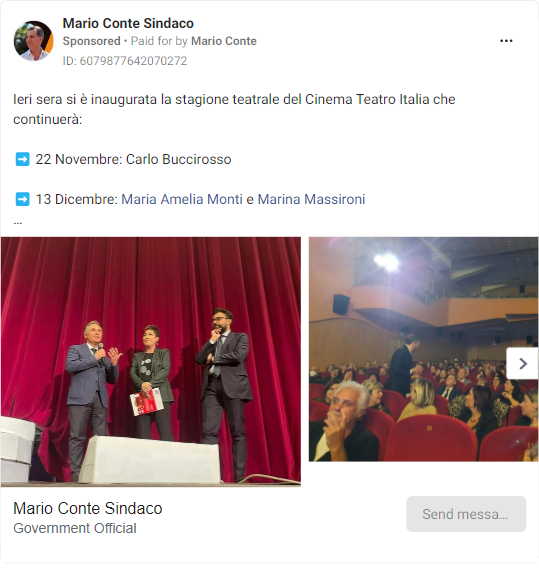 Mario Conte Sindaco
Sponsored • Paid for by Mario Conte
ID: 6079877642070272
Ieri sera si è inaugurata la stagione teatrale del Cinema Teatro Italia che
continuerà:
➡️ 22 Novembre: Carlo Buccirosso
➡️ 13 Dicembre: Maria Amelia Monti e Marina Massironi
...
Mario Conte Sindaco
Government Official
Send messa...